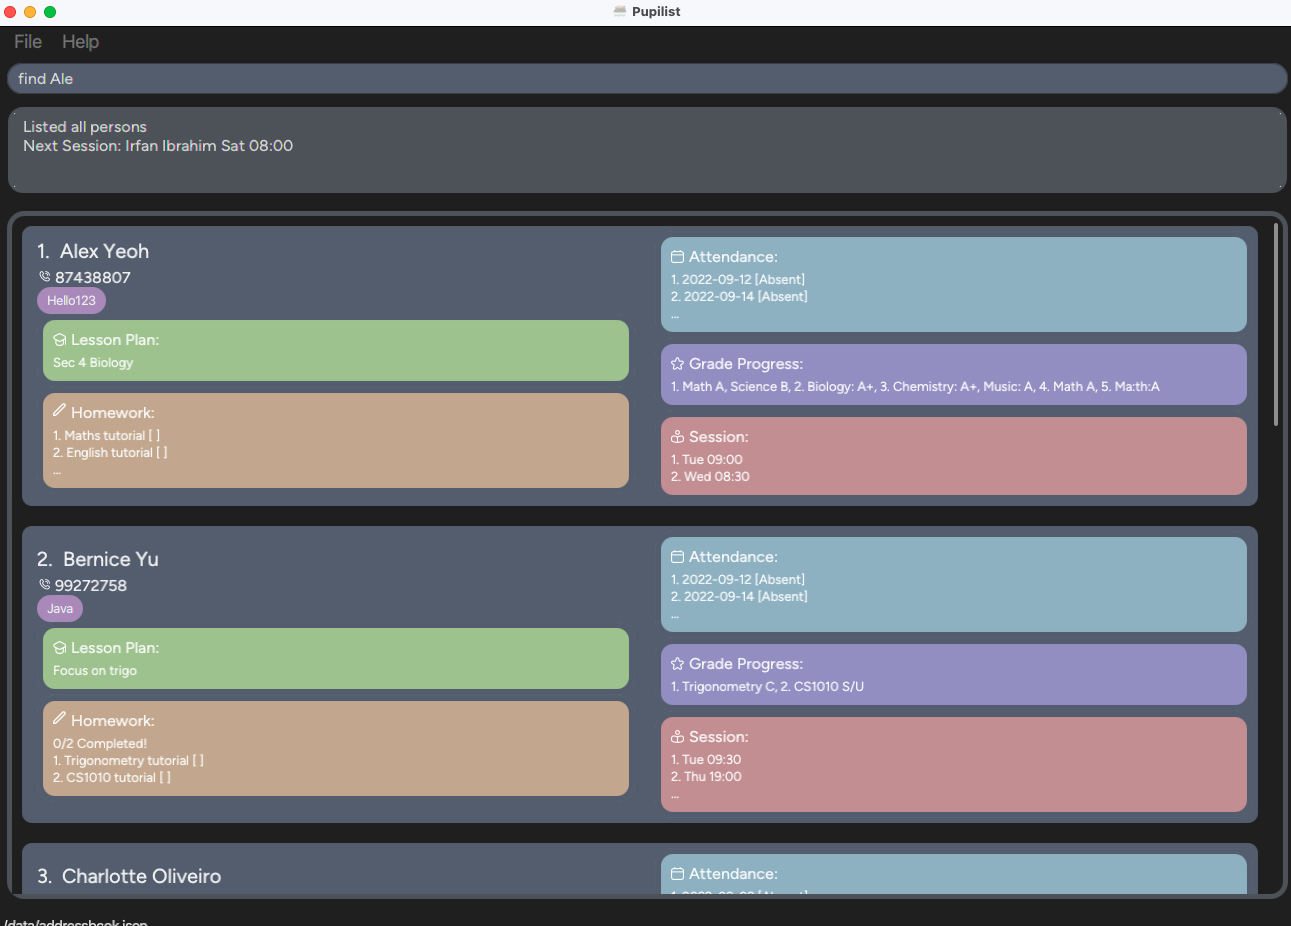 Pupilist
File Help
find Ale
Listed all persons
Next Session: Irfan Ibrahim Sat 08:00
1. Alex Yeoh
87438807
Hello123
Lesson Plan:
Sec 4 Biology
Homework:
1. Maths tutorial [ ]
2. English tutorial [ ]
...
Attendance:
1. 2022-09-12 [Absent]
2. 2022-09-14 [Absent]
...
Grade Progress:
1. Math A, Science B, 2. Biology: A+, 3. Chemistry: A+, Music: A, 4. Math A, 5. Ma:th:A
Session:
1. Tue 09:00
2. Wed 08:30
2. Bernice Yu
99272758
Java
Lesson Plan:
Focus on trigo
Homework:
0/2 Completed!
1. Trigonometry tutorial [ ]
2. CS1010 tutorial [ ]
Attendance:
1. 2022-09-12 [Absent]
2. 2022-09-14 [Absent]
...
Grade Progress:
1. Trigonometry C, 2. CS1010 S/U
Session:
1. Tue 09:30
2. Thu 19:00
...
3. Charlotte Oliveiro
Attendance:
/data/addressbook.json